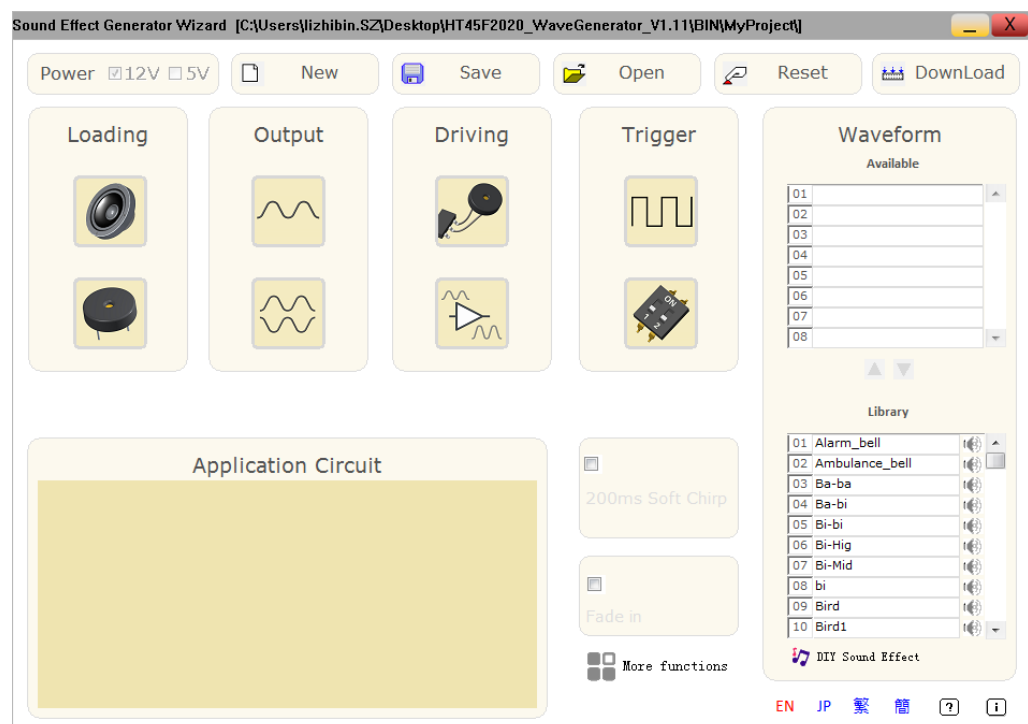 Sound Effect Generator Wizard [C:\Users\lizhibin.SZ\Desktop\HT45F2020_WaveGenerator_V1.11\BIN\MyProject\]
X
Power 12V 5V New Save Open Reset DownLoad
Loading
Output
Driving
Trigger
ON
1
2
Waveform
Available
01
02
03
04
05
06
07
08
Library
01 Alarm_bell
02 Ambulance_bell
03 Ba-ba
04 Ba-bi
05 Bi-bi
06 Bi-Hig
07 Bi-Mid
08 bi
09 Bird
10 Bird1
DIY Sound Effect
Application Circuit
200ms Soft Chirp
Fade in
More functions
EN JP 繁 簡 ? i